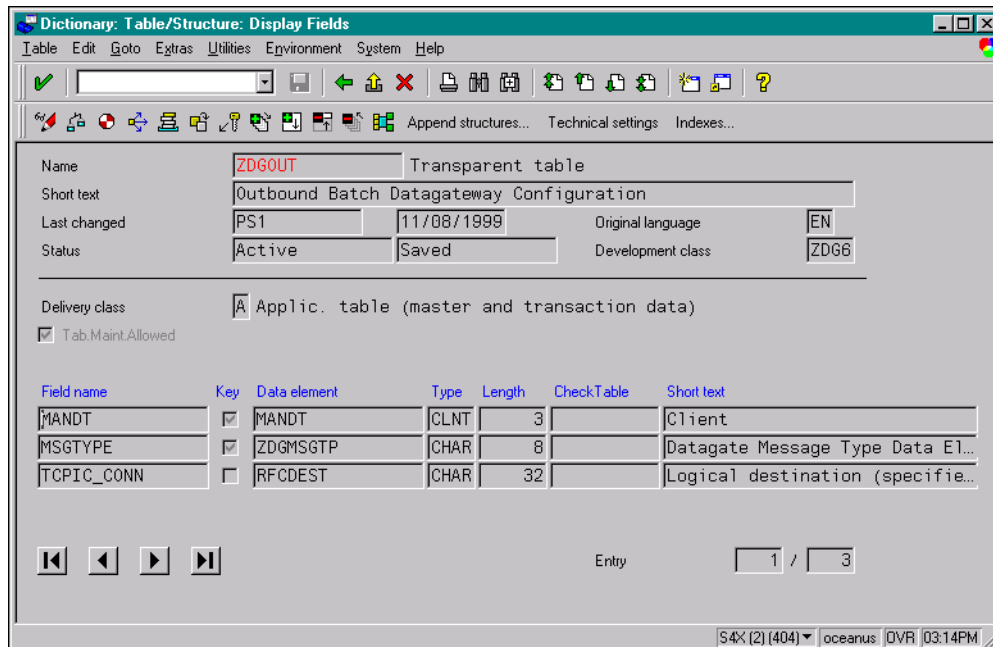 Dictionary: Table/Structure: Display Fields
Table Edit Goto Extras Utilities Environment System Help
Append structures... Technical settings Indexes...
Name ZDGOUT Transparent table
Short text Outbound Batch Datagateway Configuration
Last changed PS1 11/08/1999 Original language EN
Status Active Saved Development class ZDG6
Delivery class A Applic. table (master and transaction data)
Tab.Maint.Allowed
Field name Key Data element Type Length CheckTable Short text
MANDT MANDT CLNT 3 Client
MSGTYPE ZDGMSGTP CHAR 8 Datagate Message Type Data El...
TCPIC_CONN RFCDEST CHAR 32 Logical destination (specifie...
Entry 1 / 3
S4X (2) (404) oceanus OVR 03:14PM